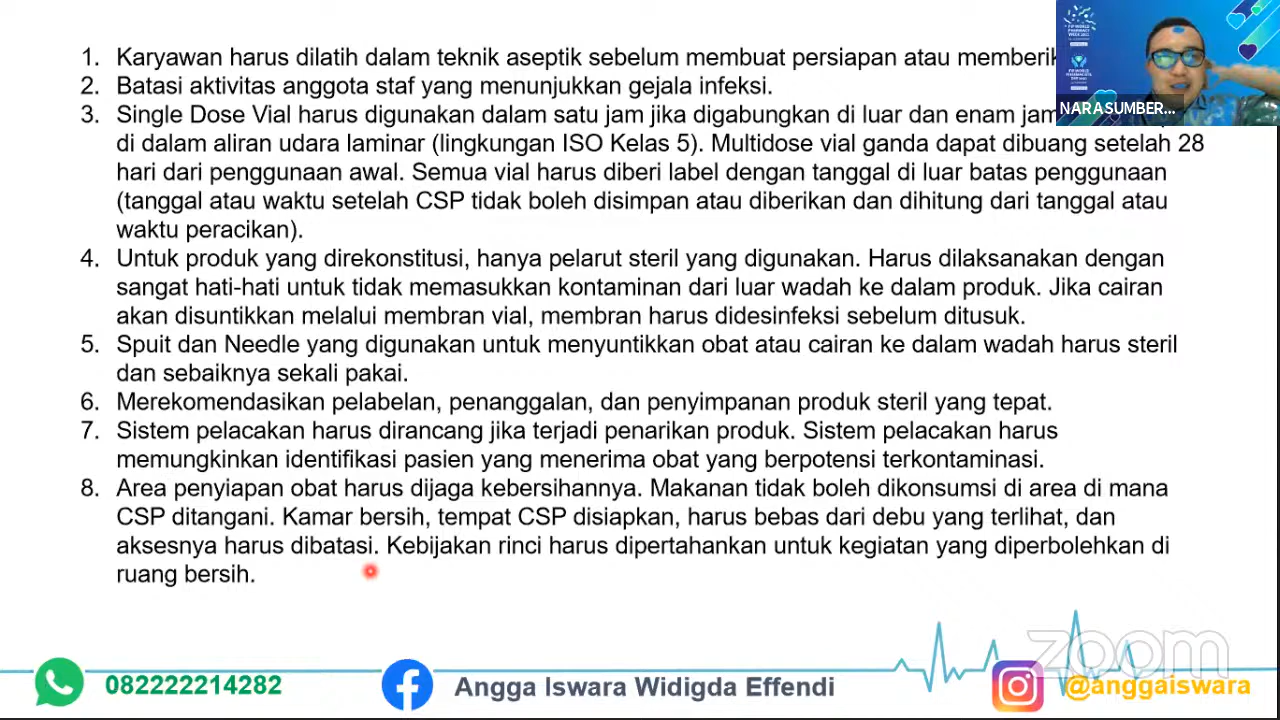 1. Karyawan harus dilatih dalam teknik aseptik sebelum membuat persiapan atau memberik
2. Batasi aktivitas anggota staf yang menunjukkan gejala infeksi.
3. Single Dose Vial harus digunakan dalam satu jam jika digabungkan di luar dan enam jam
di dalam aliran udara laminar (lingkungan ISO Kelas 5). Multidose vial ganda dapat dibuang setelah 28
hari dari penggunaan awal. Semua vial harus diberi label dengan tanggal di luar batas penggunaan
(tanggal atau waktu setelah CSP tidak boleh disimpan atau diberikan dan dihitung dari tanggal atau
waktu peracikan).
4. Untuk produk yang direkonstitusi, hanya pelarut steril yang digunakan. Harus dilaksanakan dengan
sangat hati-hati untuk tidak memasukkan kontaminan dari luar wadah ke dalam produk. Jika cairan
akan disuntikkan melalui membran vial, membran harus didesinfeksi sebelum ditusuk.
5. Spuit dan Needle yang digunakan untuk menyuntikkan obat atau cairan ke dalam wadah harus steril
dan sebaiknya sekali pakai.
6. Merekomendasikan pelabelan, penanggalan, dan penyimpanan produk steril yang tepat.
7. Sistem pelacakan harus dirancang jika terjadi penarikan produk. Sistem pelacakan harus
memungkinkan identifikasi pasien yang menerima obat yang berpotensi terkontaminasi.
8. Area penyiapan obat harus dijaga kebersihannya. Makanan tidak boleh dikonsumsi di area di mana
CSP ditangani. Kamar bersih, tempat CSP disiapkan, harus bebas dari debu yang terlihat, dan
aksesnya harus dibatasi. Kebijakan rinci harus dipertahankan untuk kegiatan yang diperbolehkan di
ruang bersih.
NARASUMBER...
zoom
082222214282
Angga Iswara Widigda Effendi
@anggaiswara